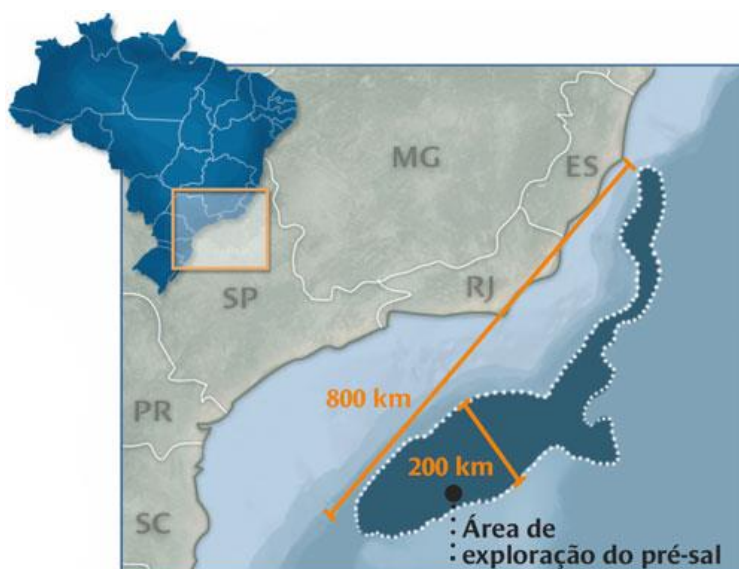 MG
ES
SP
RJ
800 km
PR
200 km
SC
Área de
exploração do pré-sal